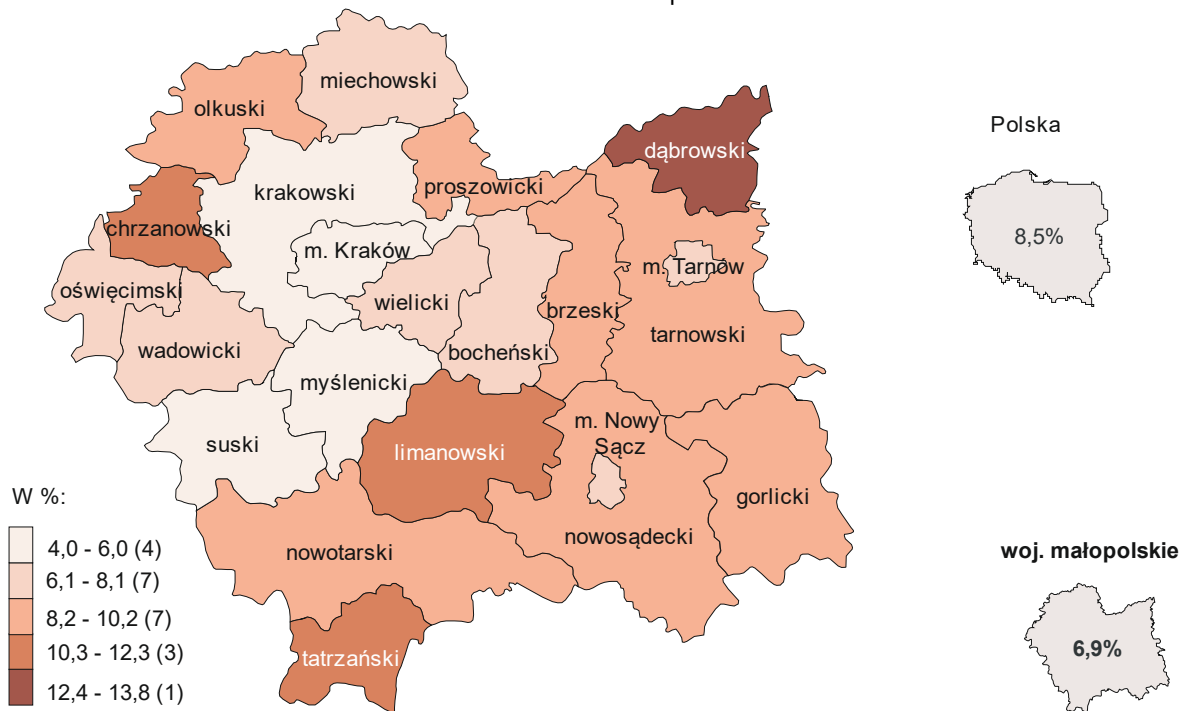 miechowski
olkuski
dąbrowski
Polska
krakowski
proszowicki
chrzanowski
8,5%
m. Kraków
m. Tarnów
oświęcimski
wielicki
brzeski
tarnowski
wadowicki
bocheński
myślenicki
m. Nowy
Sącz
suski
limanowski
W %:
gorlicki
4,0 - 6,0 (4)
nowotarski
nowosądecki
woj. małopolskie
6,1 - 8,1 (7)
8,2 - 10,2 (7)
10,3 - 12,3 (3)
tatrzański
6,9%
12,4 - 13,8 (1)